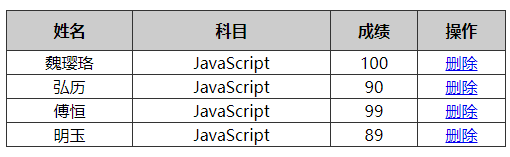 姓名 科目 成绩 操作
魏璎珞 JavaScript 100 删除
弘历 JavaScript 90 删除
傅恒 JavaScript 99 删除
明玉 JavaScript 89 删除